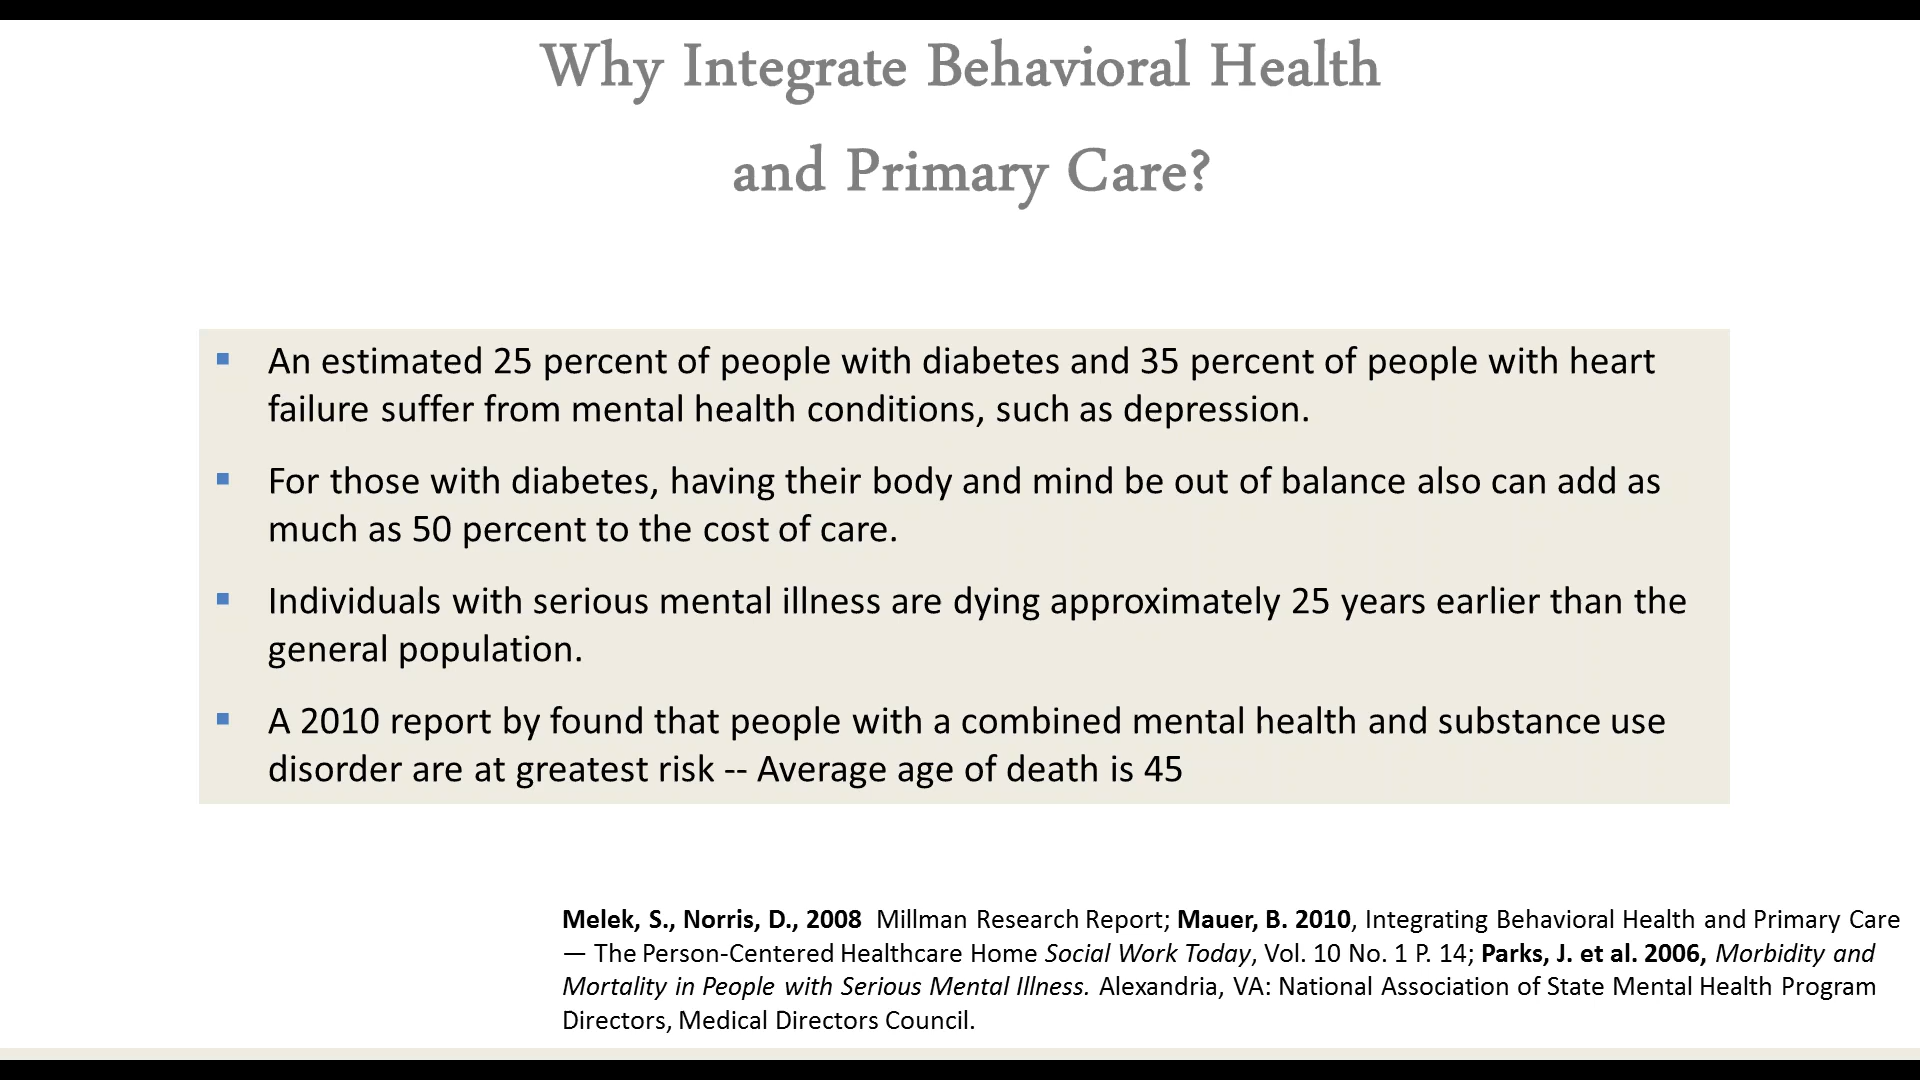 Why Integrate Behavioral Health
and Primary Care?
▪ An estimated 25 percent of people with diabetes and 35 percent of people with heart
failure suffer from mental health conditions, such as depression.
▪ For those with diabetes, having their body and mind be out of balance also can add as
much as 50 percent to the cost of care.
▪ Individuals with serious mental illness are dying approximately 25 years earlier than the
general population.
▪ A 2010 report by found that people with a combined mental health and substance use
disorder are at greatest risk -- Average age of death is 45
Melek, S., Norris, D., 2008 Millman Research Report; Mauer, B. 2010, Integrating Behavioral Health and Primary Care
— The Person-Centered Healthcare Home Social Work Today, Vol. 10 No. 1 P. 14; Parks, J. et al. 2006, Morbidity and
Mortality in People with Serious Mental Illness. Alexandria, VA: National Association of State Mental Health Program
Directors, Medical Directors Council.